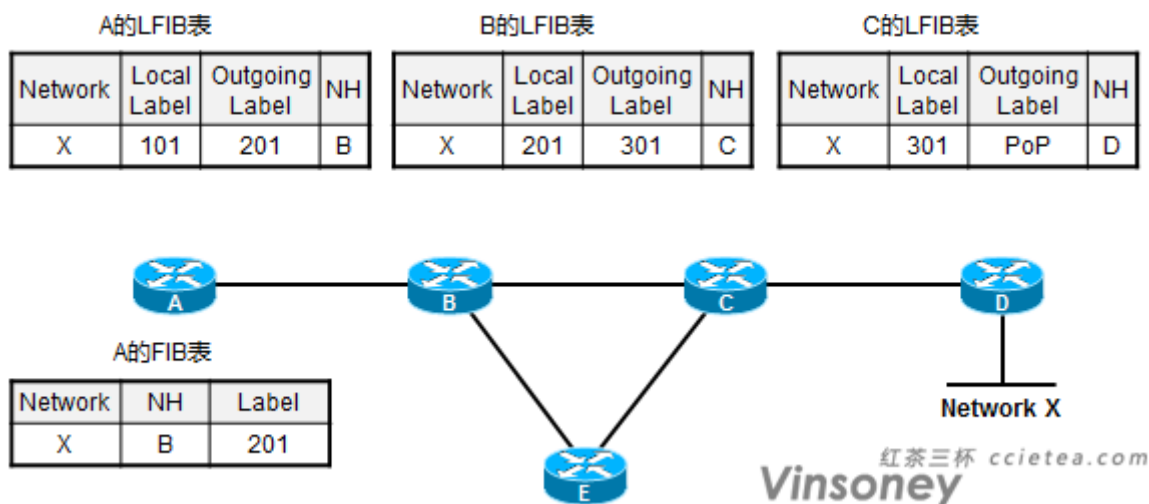 A的LFIB表
Network Local Label Outgoing Label NH
X 101 201 B
B的LFIB表
Network Local Label Outgoing Label NH
X 201 301 C
C的LFIB表
Network Local Label Outgoing Label NH
X 301 PoP D
A
B
C
D
A的FIB表
Network NH Label
X B 201
Network X
E
红茶三杯 ccietea.com
Vinsoney